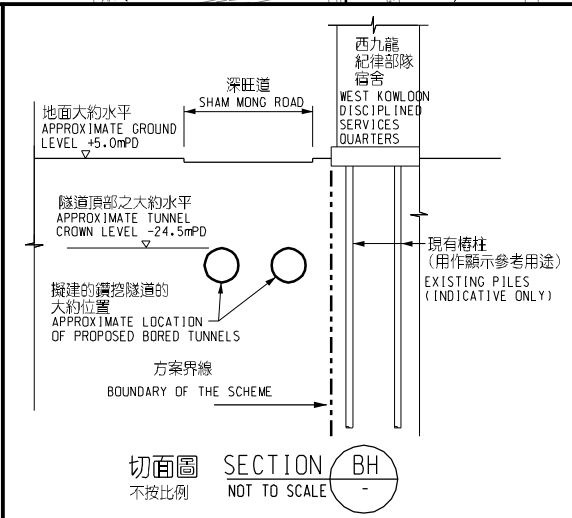 西九龍
紀律部隊
宿舍
WEST KOWLOON
DISCIPLINED
SERVICES
QUARTERS
深旺道
SHAM MONG ROAD
地面大約水平
APPROXIMATE GROUND
LEVEL +5.0mPD
隧道頂部之大約水平
APPROXIMATE TUNNEL
CROWN LEVEL -24.5mPD
現有樁柱
(用作顯示參考用途)
EXISTING PILES
(INDICATIVE ONLY)
擬建的鑽挖隧道的
大約位置
APPROXIMATE LOCATION
OF PROPOSED BORED TUNNELS
方案界線
BOUNDARY OF THE SCHEME
切面圖 SECTION BH
不按比例 NOT TO SCALE -